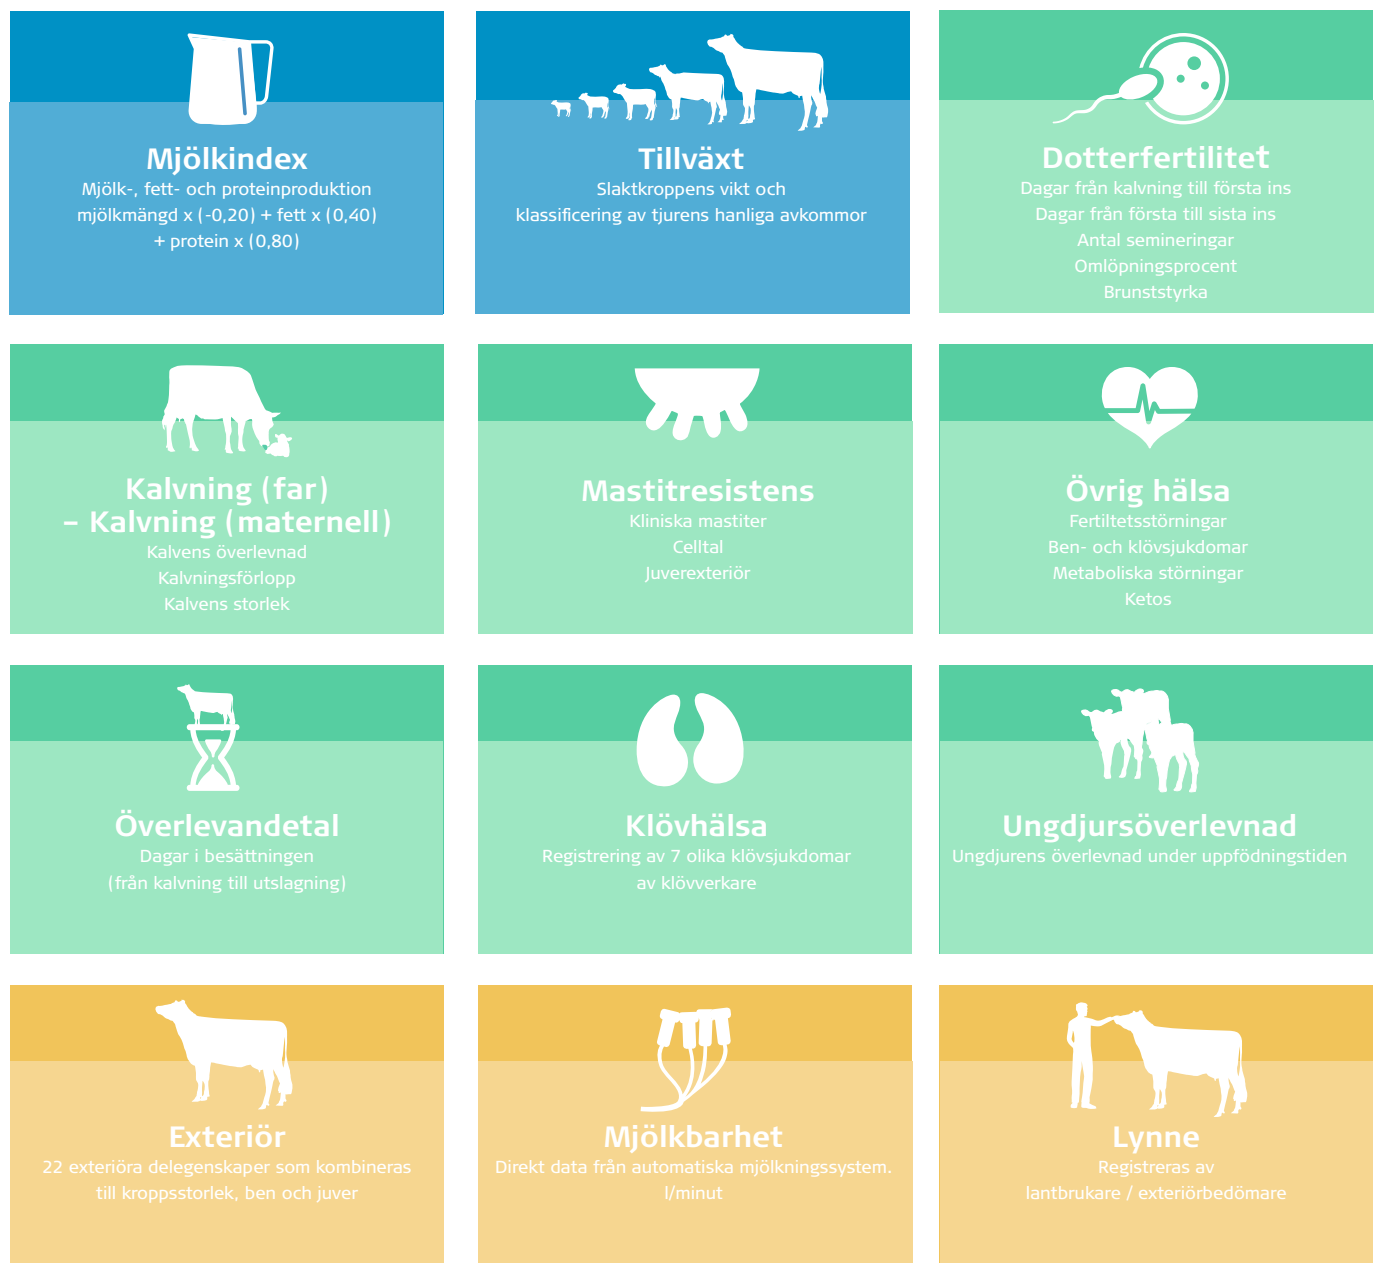 Mjölkindex
Mjölk-, fett- och proteinproduktion
mjölkmängd x (-0,20) + fett x (0,40)
+ protein x (0,80)
Tillväxt
Slaktkroppens vikt och
klassificering av tjurens hanliga avkommor
Dotterfertilitet
Dagar från kalvning till första ins
Dagar från första till sista ins
Antal semineringar
Omlöpningsprocent
Brunststyrka
Kalvning (far)
– Kalvning (maternell)
Kalvens överlevnad
Kalvningsförlopp
Kalvens storlek
Mastitresistens
Kliniska mastiter
Celltal
Juverexteriör
Övrig hälsa
Fertiltetsstörningar
Ben- och klövsjukdomar
Metaboliska störningar
Ketos
Överlevandetal
Dagar i besättningen
(från kalvning till utslagning)
Klövhälsa
Registrering av 7 olika klövsjukdomar
av klövverkare
Ungdjursöverlevnad
Ungdjurens överlevnad under uppfödningstiden
Exteriör
22 exteriöra delegenskaper som kombineras
till kroppsstorlek, ben och juver
Mjölkbarhet
Direkt data från automatiska mjölkningssystem.
l/minut
Lynne
Registreras av
lantbrukare / exteriörbedömare